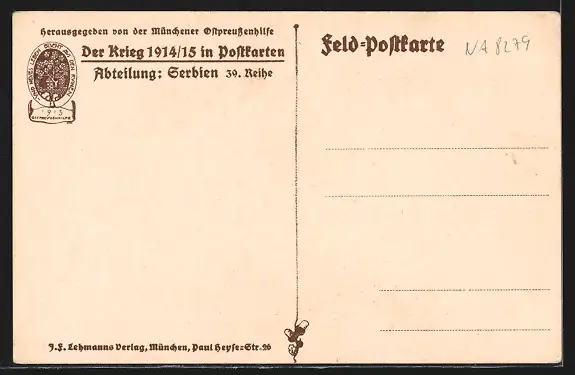 Herausgegeben von der Münchener Ostpreußenhilfe
Der Krieg 1914/15 in Postkarten
Abteilung: Serbien 39. Reihe
1915
Feld=Postkarte
NA 8279
J.F. Lehmanns Verlag, München, Paul Heyse=Str. 26